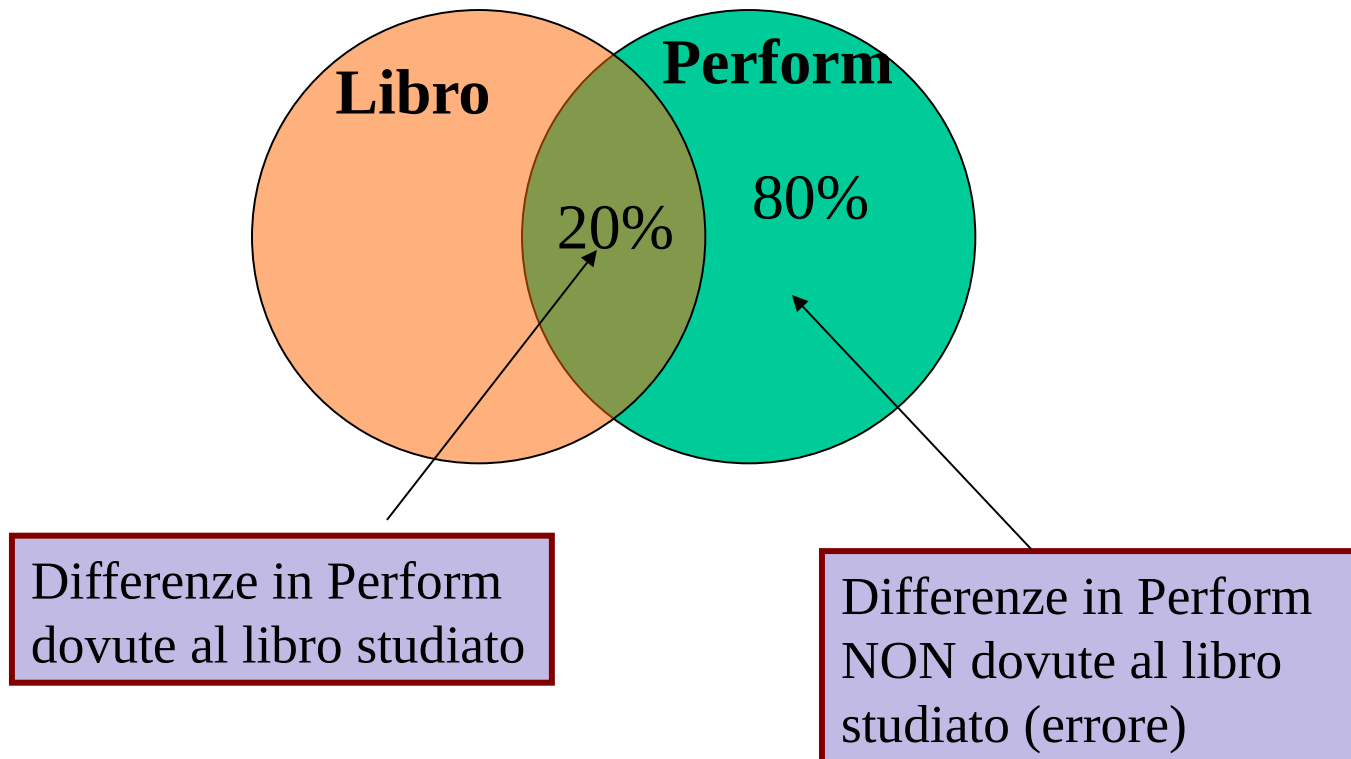 Libro
Perform
80%
20%
Differenze in Perform
dovute al libro studiato
Differenze in Perform
NON dovute al libro
studiato (errore)